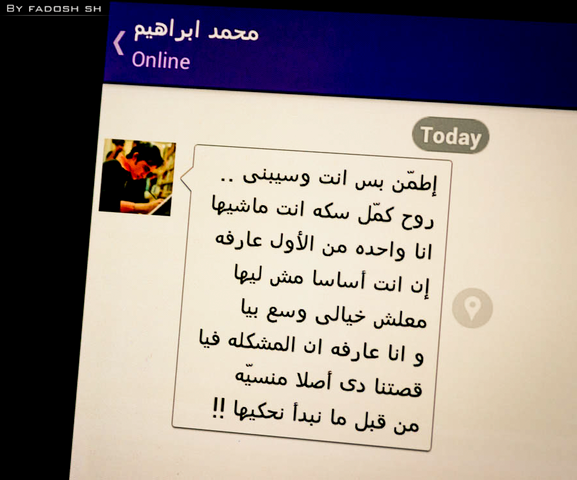 BY FADOSH SH
محمد ابراهيم
Online
Today
إطمّن بس انت وسيبنى ..
روح كمّل سكه انت ماشيها
انا واحده من الأول عارفه
إن انت أساسا مش ليها
معلش خيالى وسع بيا
و انا عارفه ان المشكله فيا
قصتنا دى أصلا منسيّه
من قبل ما نبدأ نحكيها !!